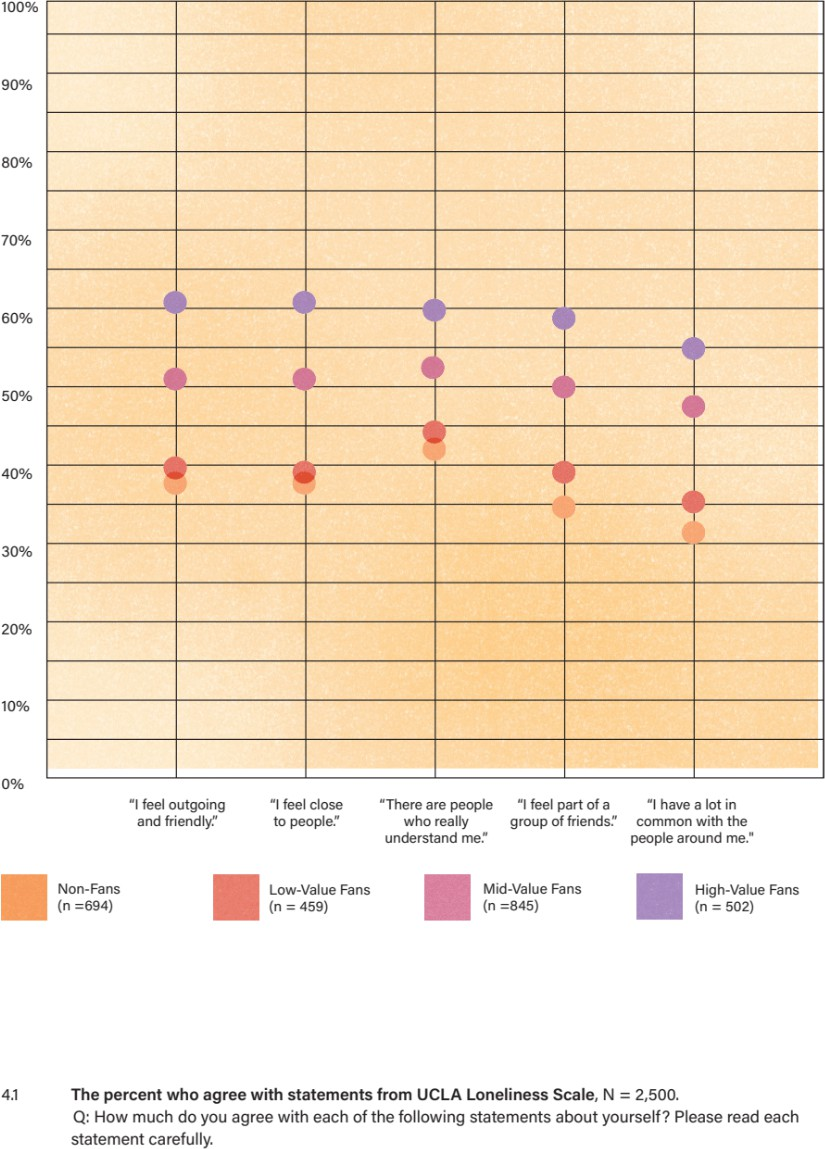 100%
90%
80%
70%
60%
50%
40%
30%
20%
10%
0%
“I feel outgoing
and friendly.”
“I feel close
to people.”
“There are people
who really
understand me.”
“I feel part of a
group of friends.”
“I have a lot in
common with the
people around me."
Non-Fans
(n =694)
Low-Value Fans
(n = 459)
Mid-Value Fans
(n =845)
High-Value Fans
(n = 502)
4.1 The percent who agree with statements from UCLA Loneliness Scale, N = 2,500.
Q: How much do you agree with each of the following statements about yourself? Please read each
statement carefully.